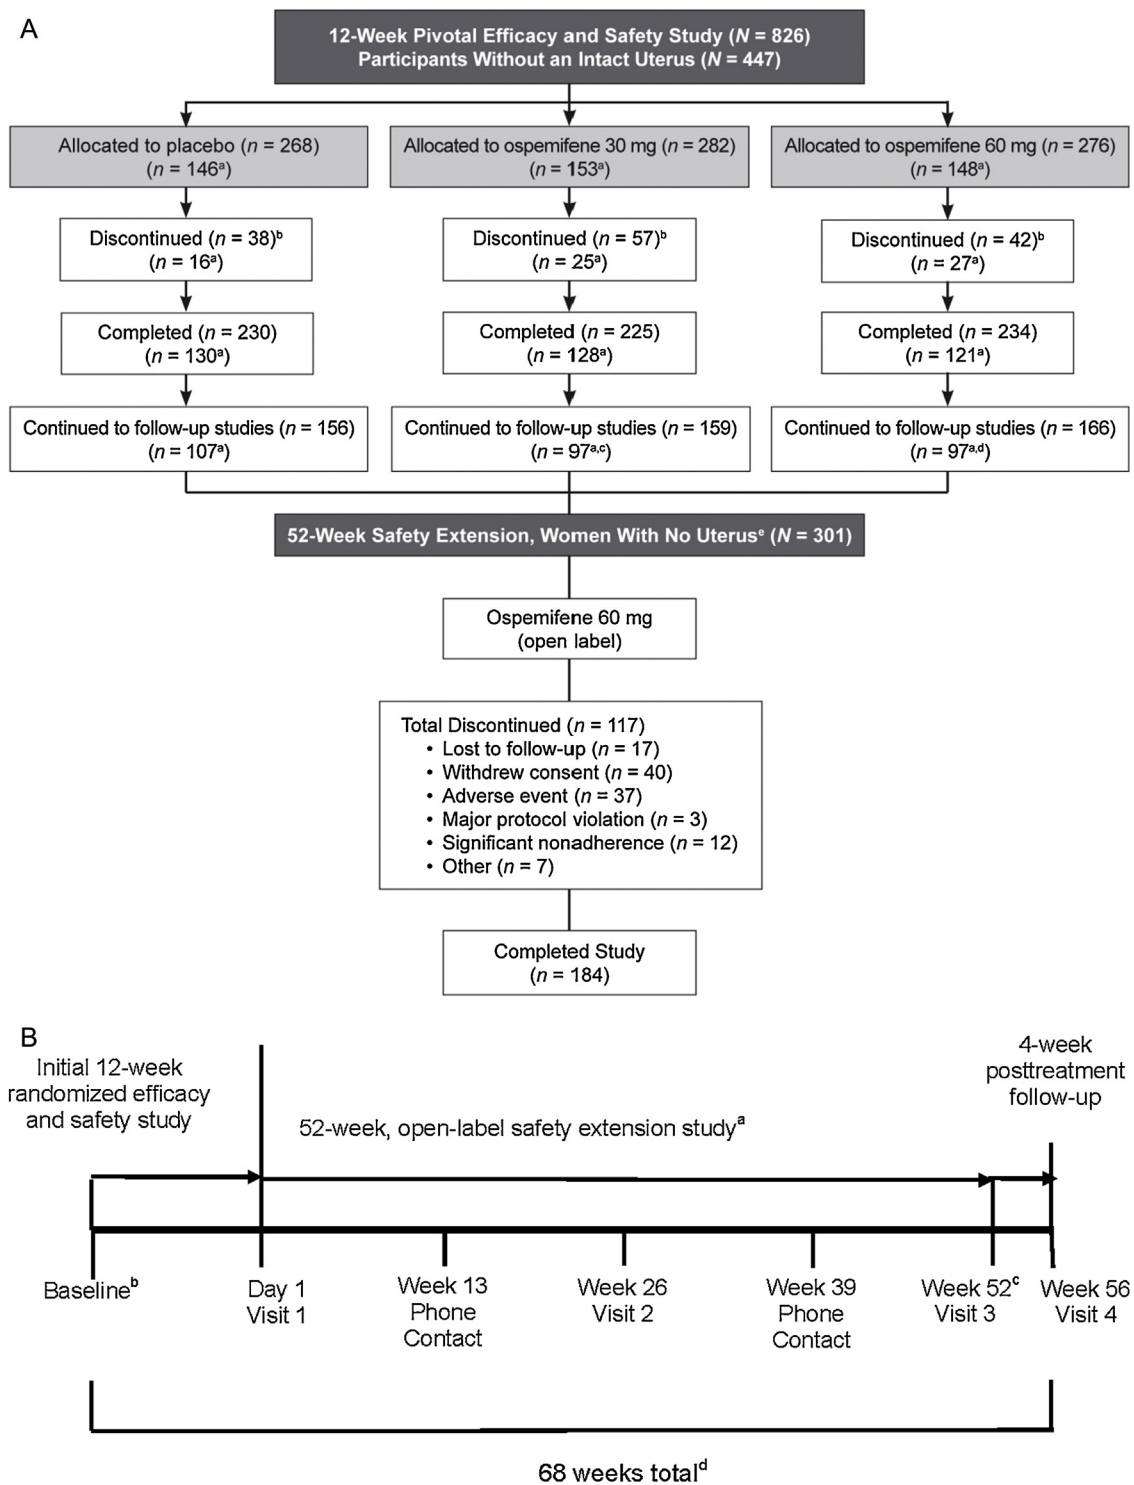 A
12-Week Pivotal Efficacy and Safety Study (N = 826)
Participants Without an Intact Uterus (N = 447)
Allocated to placebo (n = 268)
(n = 146ᵃ)
Allocated to ospemifene 30 mg (n = 282)
(n = 153ᵃ)
Allocated to ospemifene 60 mg (n = 276)
(n = 148ᵃ)
Discontinued (n = 38)ᵇ
(n = 16ᵃ)
Discontinued (n = 57)ᵇ
(n = 25ᵃ)
Discontinued (n = 42)ᵇ
(n = 27ᵃ)
Completed (n = 230)
(n = 130ᵃ)
Completed (n = 225)
(n = 128ᵃ)
Completed (n = 234)
(n = 121ᵃ)
Continued to follow-up studies (n = 156)
(n = 107ᵃ)
Continued to follow-up studies (n = 159)
(n = 97ᵃ,ᶜ)
Continued to follow-up studies (n = 166)
(n = 97ᵃ,ᵈ)
52-Week Safety Extension, Women With No Uterusᵉ (N = 301)
Ospemifene 60 mg
(open label)
Total Discontinued (n = 117)
• Lost to follow-up (n = 17)
• Withdrew consent (n = 40)
• Adverse event (n = 37)
• Major protocol violation (n = 3)
• Significant nonadherence (n = 12)
• Other (n = 7)
Completed Study
(n = 184)
B
Initial 12-week
randomized efficacy
and safety study
52-week, open-label safety extension studyᵃ
4-week
posttreatment
follow-up
Baselineᵇ
Day 1
Visit 1
Week 13
Phone
Contact
Week 26
Visit 2
Week 39
Phone
Contact
Week 52ᶜ
Visit 3
Week 56
Visit 4
68 weeks totalᵈ